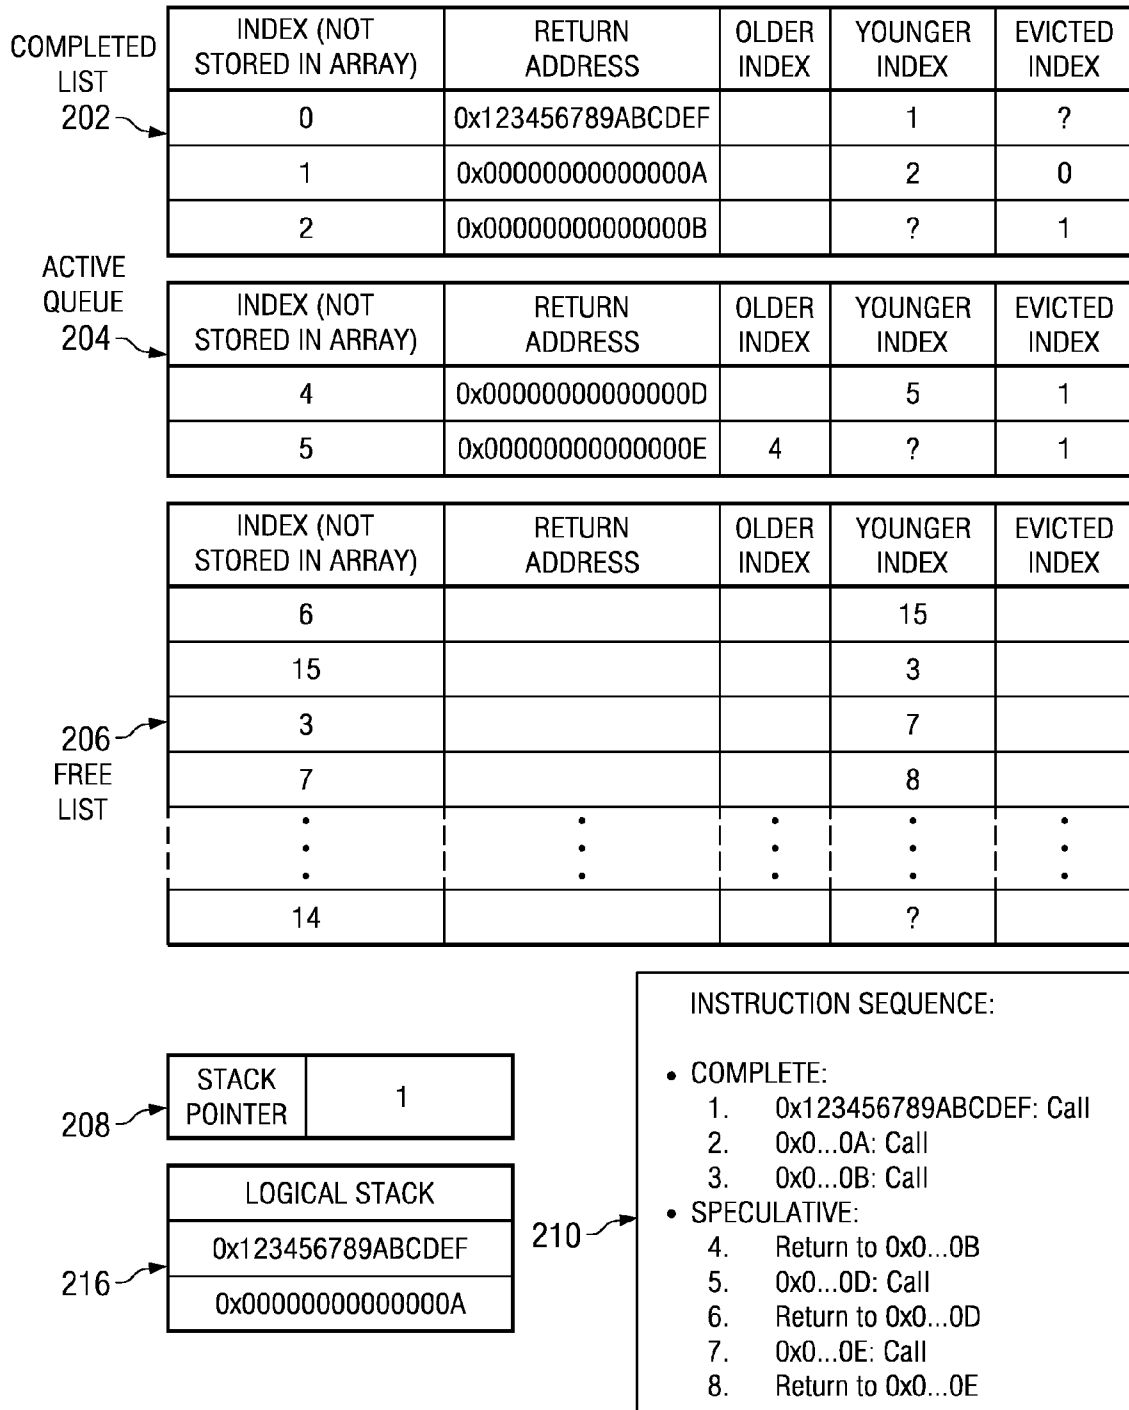 COMPLETED
LIST
202
INDEX (NOT
STORED IN ARRAY)
RETURN
ADDRESS
OLDER
INDEX
YOUNGER
INDEX
EVICTED
INDEX
0 0x123456789ABCDEF 1 ?
1 0x00000000000000A 2 0
2 0x00000000000000B ? 1
ACTIVE
QUEUE
204
INDEX (NOT
STORED IN ARRAY)
RETURN
ADDRESS
OLDER
INDEX
YOUNGER
INDEX
EVICTED
INDEX
4 0x00000000000000D 5 1
5 0x00000000000000E 4 ? 1
INDEX (NOT
STORED IN ARRAY)
RETURN
ADDRESS
OLDER
INDEX
YOUNGER
INDEX
EVICTED
INDEX
6 15
15 3
3 7
7 8
14 ?
206
FREE
LIST
STACK
POINTER
1
208
LOGICAL STACK
0x123456789ABCDEF
0x00000000000000A
216
210
INSTRUCTION SEQUENCE:
• COMPLETE:
1. 0x123456789ABCDEF: Call
2. 0x0...0A: Call
3. 0x0...0B: Call
• SPECULATIVE:
4. Return to 0x0...0B
5. 0x0...0D: Call
6. Return to 0x0...0D
7. 0x0...0E: Call
8. Return to 0x0...0E